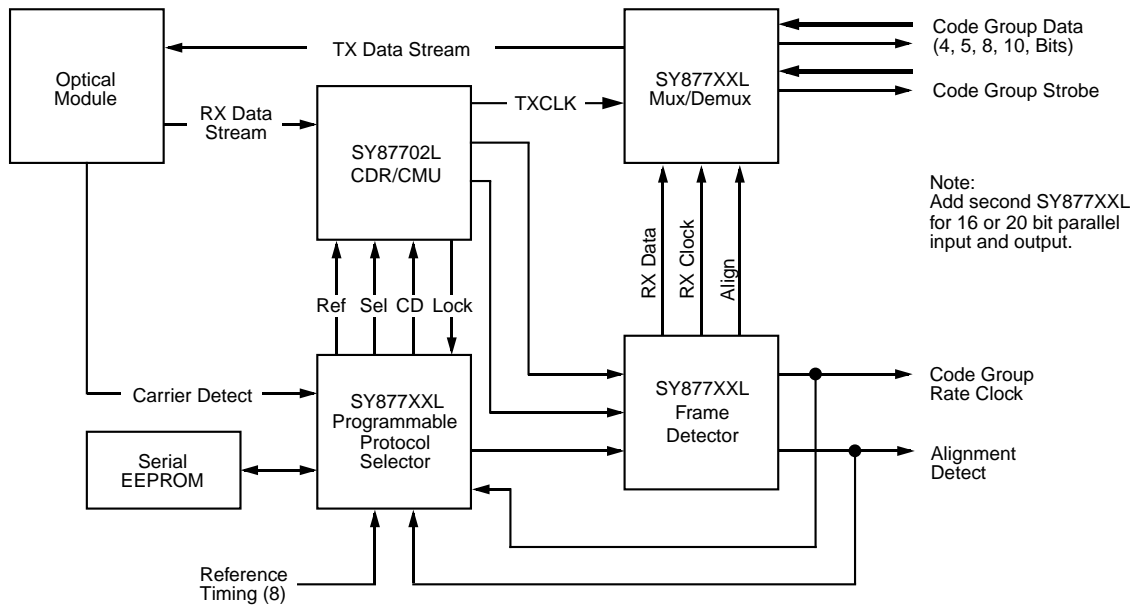 TX Data Stream
Optical
Module
RX Data
Stream
SY87702L
CDR/CMU
TXCLK
SY877XXL
Mux/Demux
Code Group Data
(4, 5, 8, 10, Bits)
Code Group Strobe
Note:
Add second SY877XXL
for 16 or 20 bit parallel
input and output.
Ref
Sel
CD
Lock
RX Data
RX Clock
Align
Carrier Detect
SY877XXL
Programmable
Protocol
Selector
SY877XXL
Frame
Detector
Code Group
Rate Clock
Alignment
Detect
Serial
EEPROM
Reference
Timing (8)